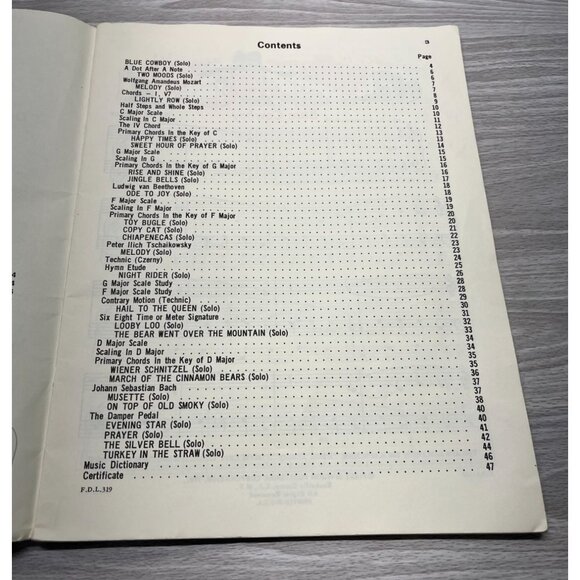 Contents 3
Page
BLUE COWBOY (Solo) 4
A Dot After A Note 6
TWO MOODS (Solo) 6
Wolfgang Amandeus Mozart 7
MELODY (Solo) 7
Chords — I, V7 8
LIGHTLY ROW (Solo) 9
Half Steps and Whole Steps 10
C Major Scale 10
Scaling in C Major 11
The IV Chord 12
Primary Chords In the Key of C 13
HAPPY TIMES (Solo) 13
SWEET HOUR OF PRAYER (Solo) 14
G Major Scale 15
Scaling In G 15
Primary Chords In the Key of G Major 16
RISE AND SHINE (Solo) 16
JINGLE BELLS (Solo) 17
Ludwig van Beethoven 18
ODE TO JOY (Solo) 18
F Major Scale 19
Scaling in F Major 19
Primary Chords In the Key of F Major 20
TOY BUGLE (Solo) 20
COPY CAT (Solo) 21
CHIAPENECAS (Solo) 22
Peter Ilich Tschaikowsky 23
MELODY (Solo) 23
Technic (Czerny) 24
Hymn Etude 25
NIGHT RIDER (Solo) 26
G Major Scale Study 28
F Major Scale Study 28
Contrary Motion (Technic) 29
HAIL TO THE QUEEN (Solo) 30
Six Eight Time or Meter Signature 31
LOOBY LOO (Solo) 32
THE BEAR WENT OVER THE MOUNTAIN (Solo) 33
D Major Scale 34
Scaling In D Major 34
Primary Chords in the Key of D Major 35
WIENER SCHNITZEL (Solo) 35
MARCH OF THE CINNAMON BEARS (Solo) 36
Johann Sebastian Bach 37
MUSETTE (Solo) 37
ON TOP OF OLD SMOKY (Solo) 38
The Damper Pedal 40
EVENING STAR (Solo) 40
PRAYER (Solo) 41
THE SILVER BELL (Solo) 42
TURKEY IN THE STRAW (Solo) 44
Music Dictionary 46
Certificate 47
F.D.L.319